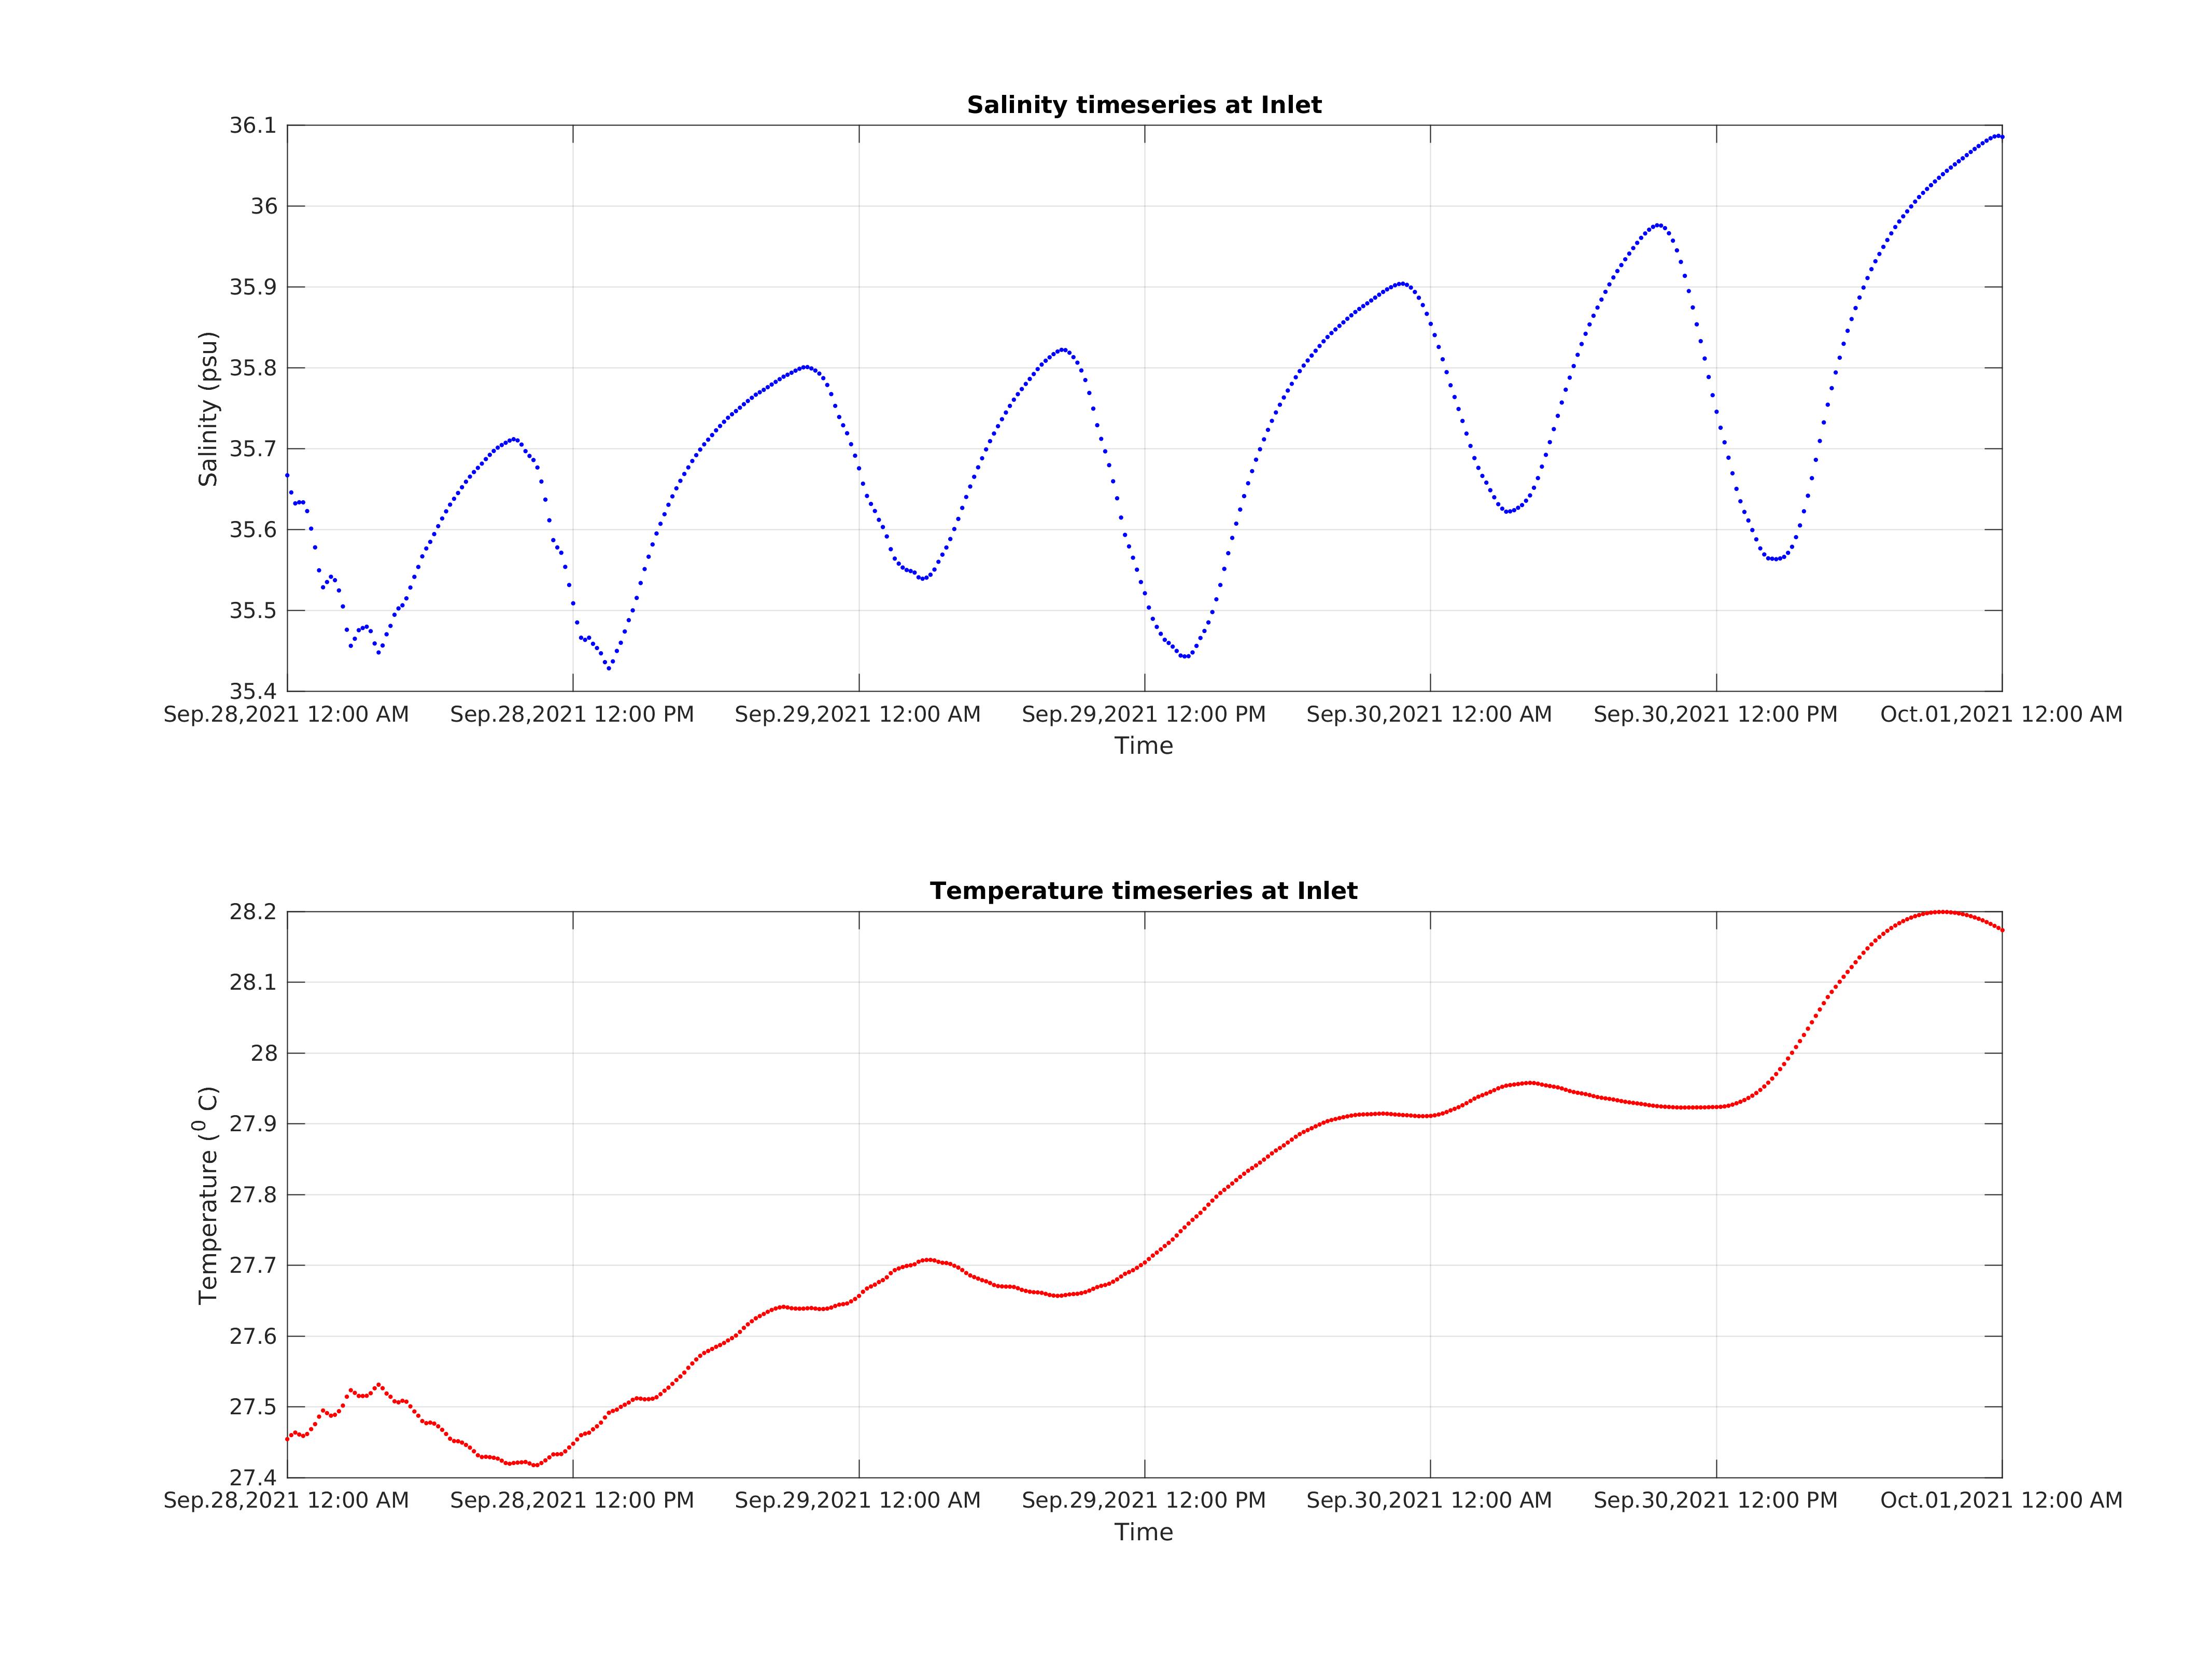 Salinity timeseries at Inlet
36.1
36
35.9
35.8
35.7
35.6
35.5
35.4
Salinity (psu)
Sep.28,2021 12:00 AM Sep.28,2021 12:00 PM Sep.29,2021 12:00 AM Sep.29,2021 12:00 PM Sep.30,2021 12:00 AM Sep.30,2021 12:00 PM Oct.01,2021 12:00 AM
Time
Temperature timeseries at Inlet
28.2
28.1
28
27.9
27.8
27.7
27.6
27.5
27.4
Temperature (⁰ C)
Sep.28,2021 12:00 AM Sep.28,2021 12:00 PM Sep.29,2021 12:00 AM Sep.29,2021 12:00 PM Sep.30,2021 12:00 AM Sep.30,2021 12:00 PM Oct.01,2021 12:00 AM
Time